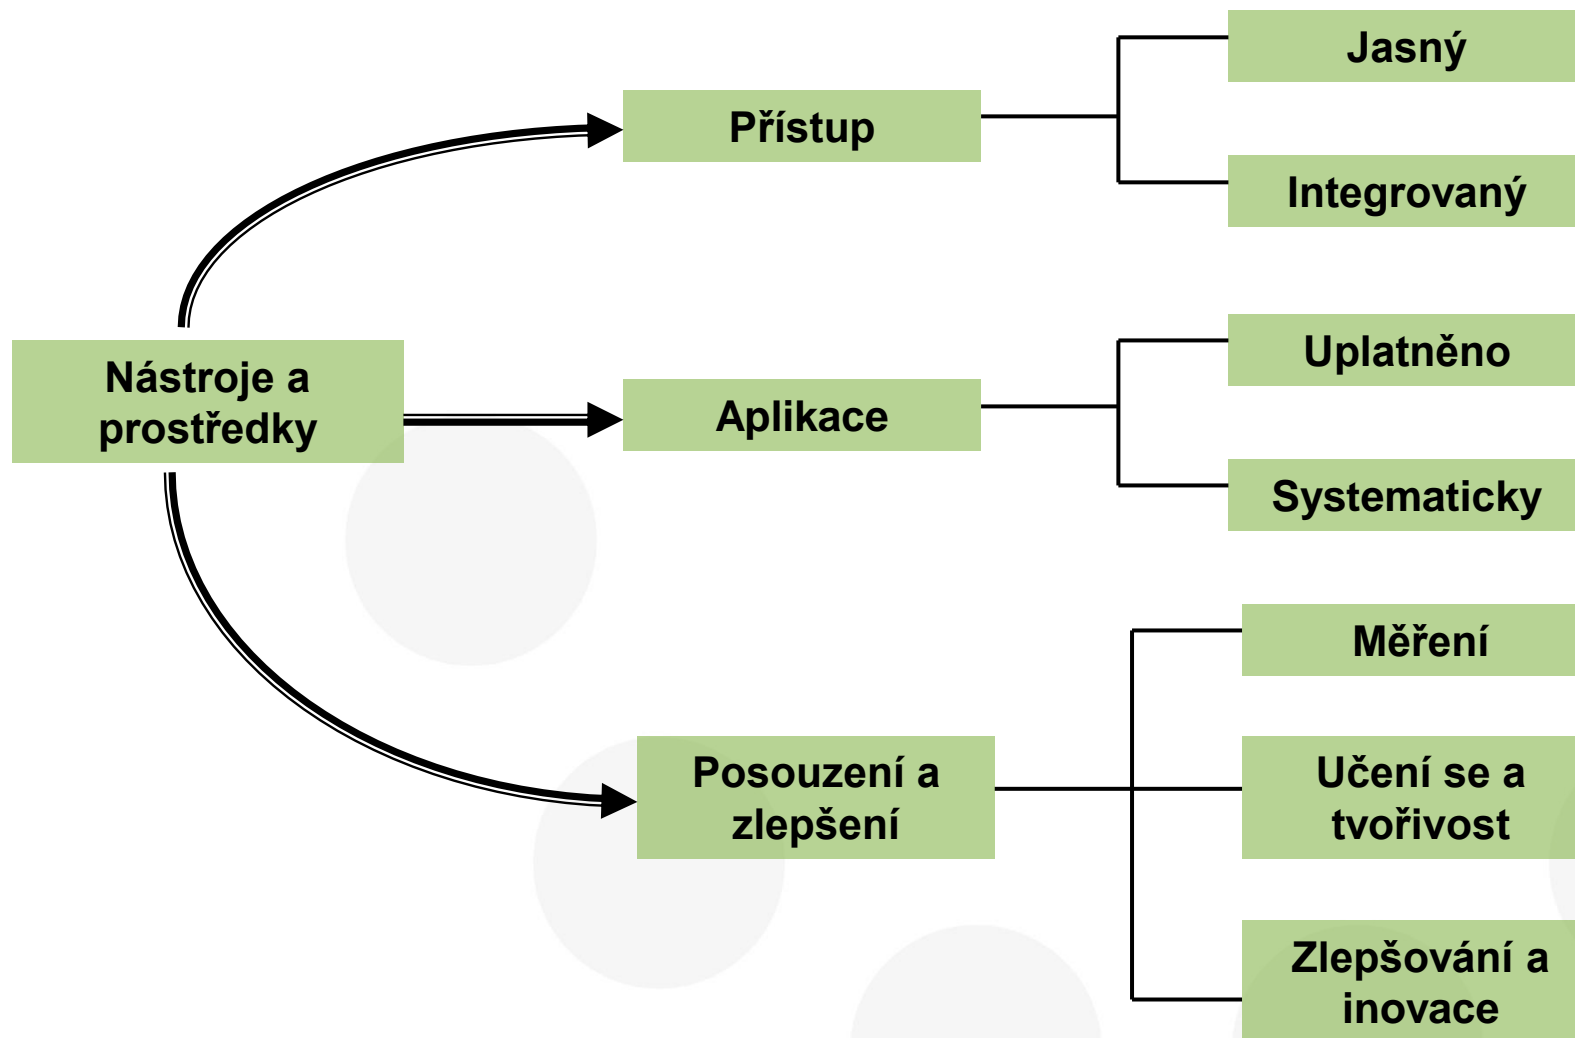 Jasný
Přístup
Integrovaný
Uplatněno
Nástroje a
prostředky
Aplikace
Systematicky
Měření
Posouzení a
zlepšení
Učení se a
tvořivost
Zlepšování a
inovace